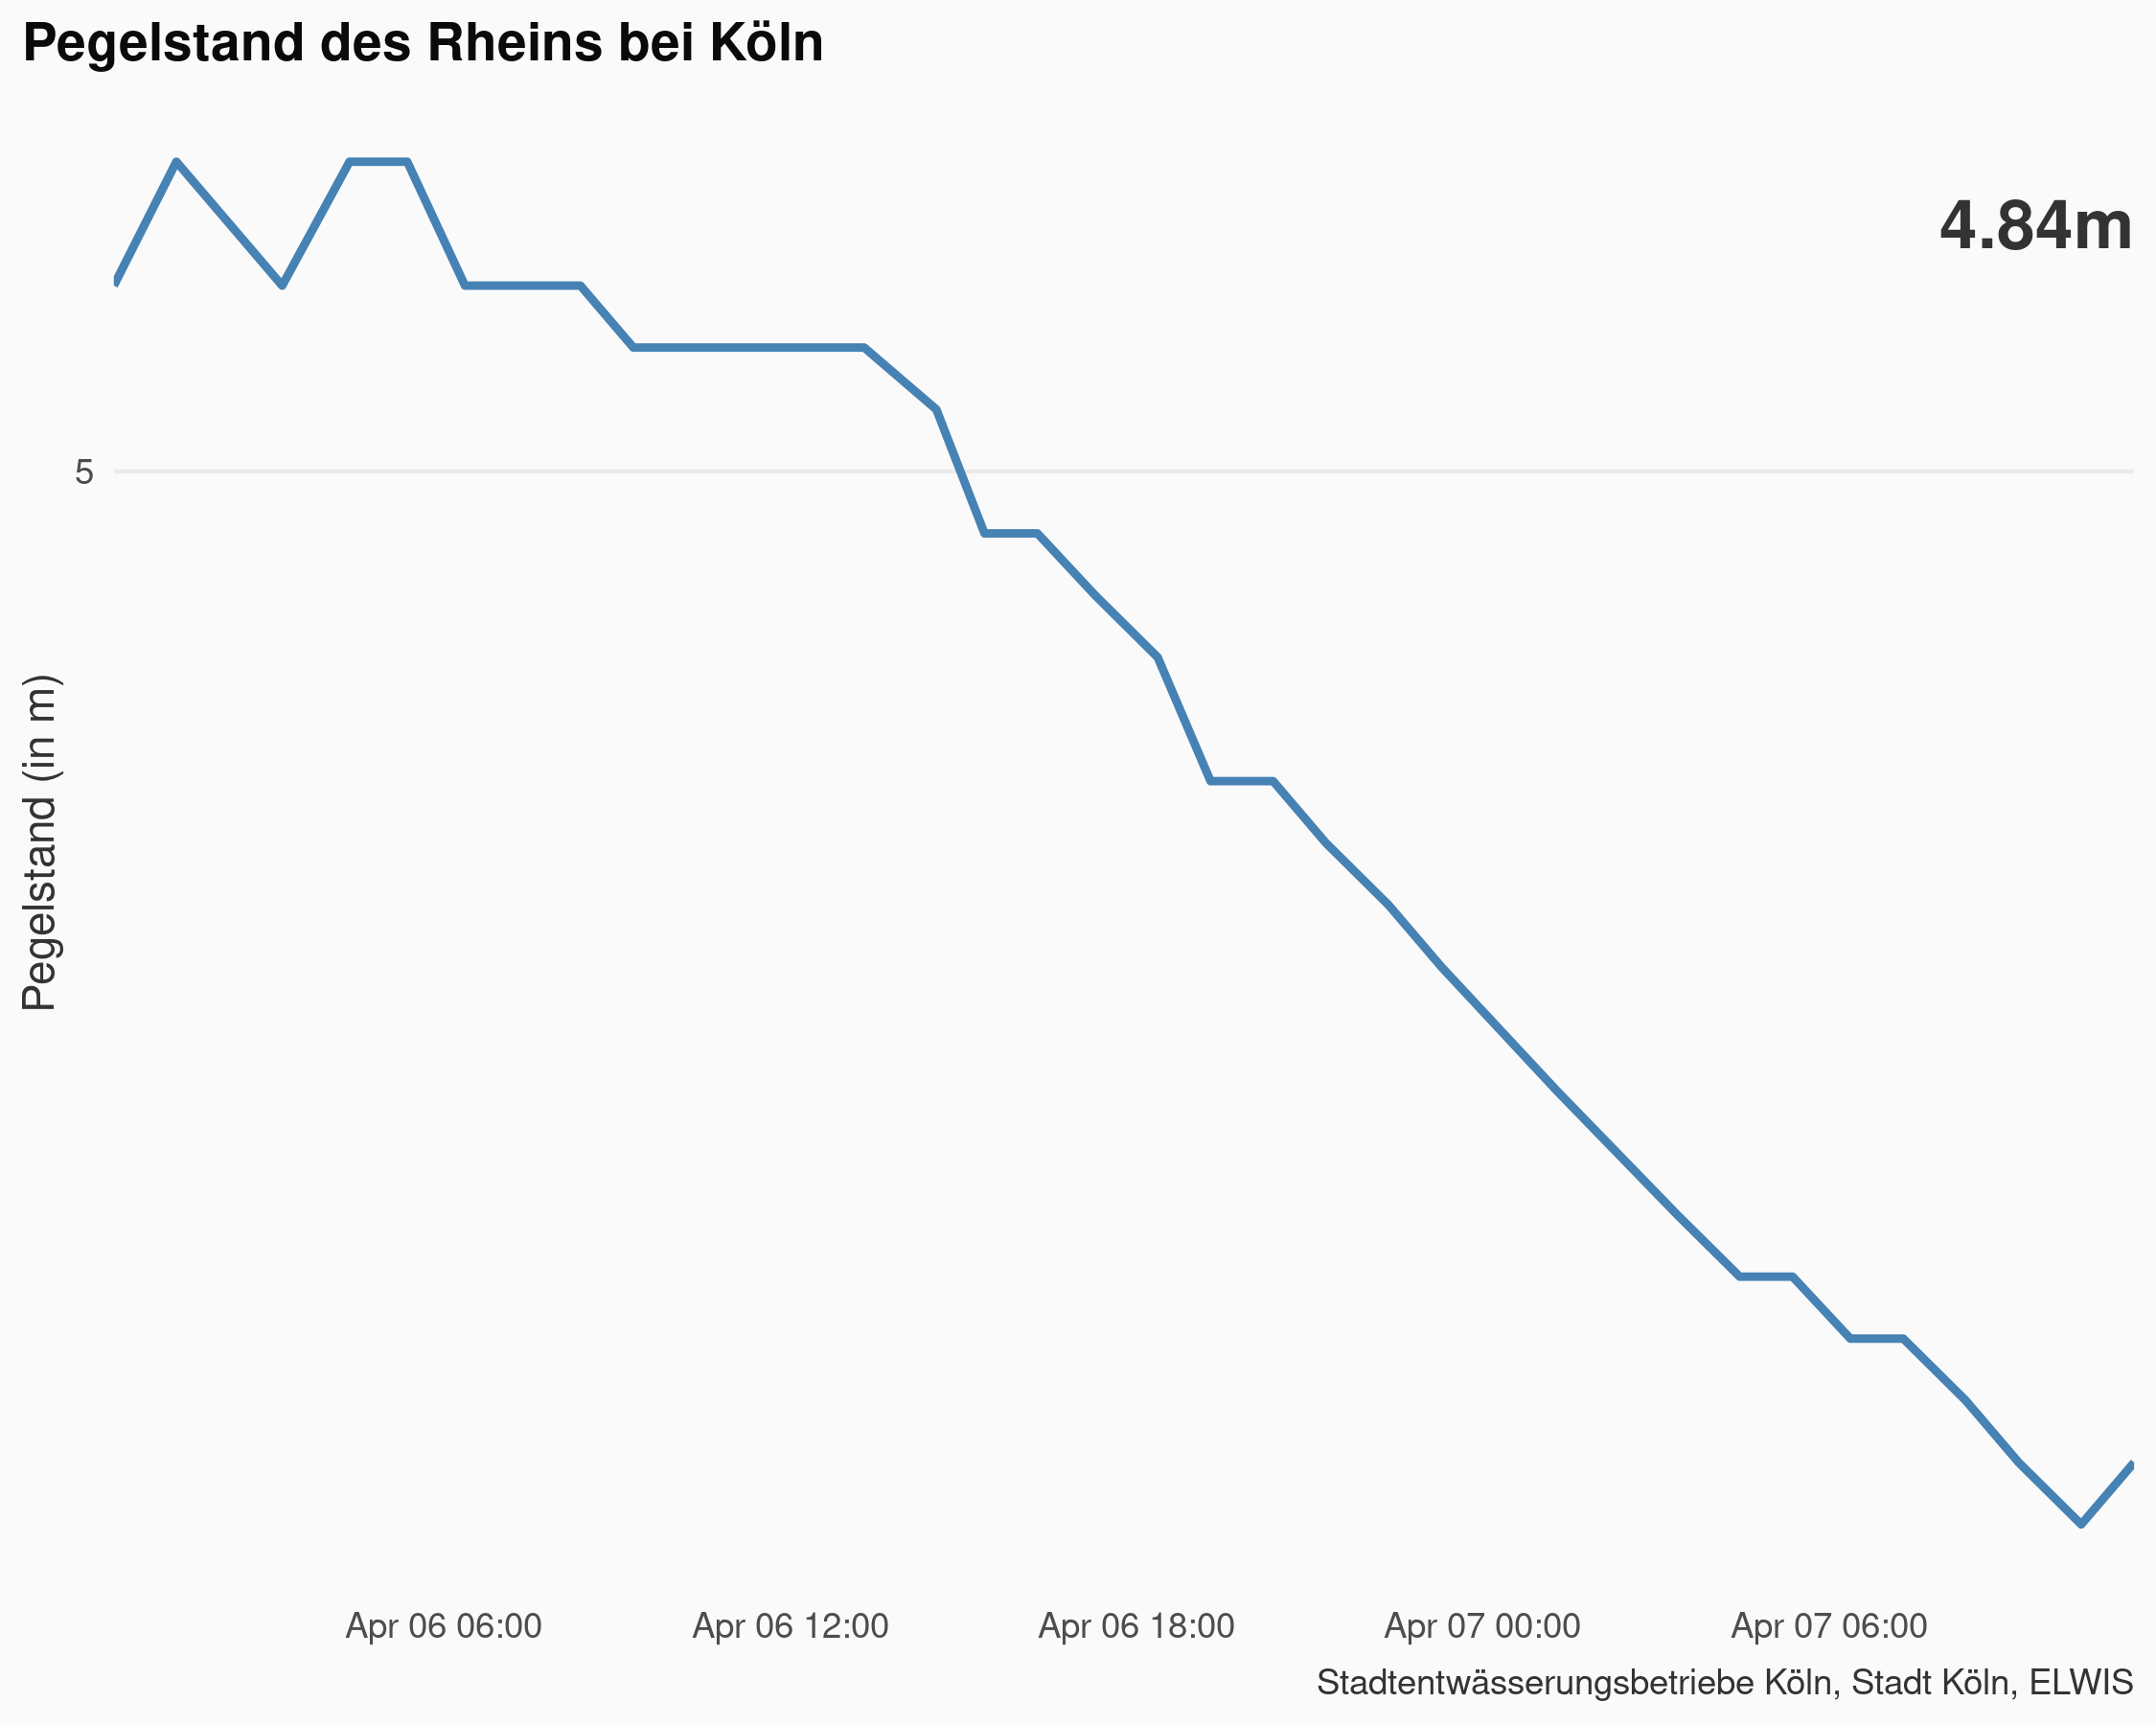 Pegelstand des Rheins bei Köln
4.84m
5
Pegelstand (in m)
Apr 06 06:00 Apr 06 12:00 Apr 06 18:00 Apr 07 00:00 Apr 07 06:00
Stadtentwässerungsbetriebe Köln, Stadt Köln, ELWIS